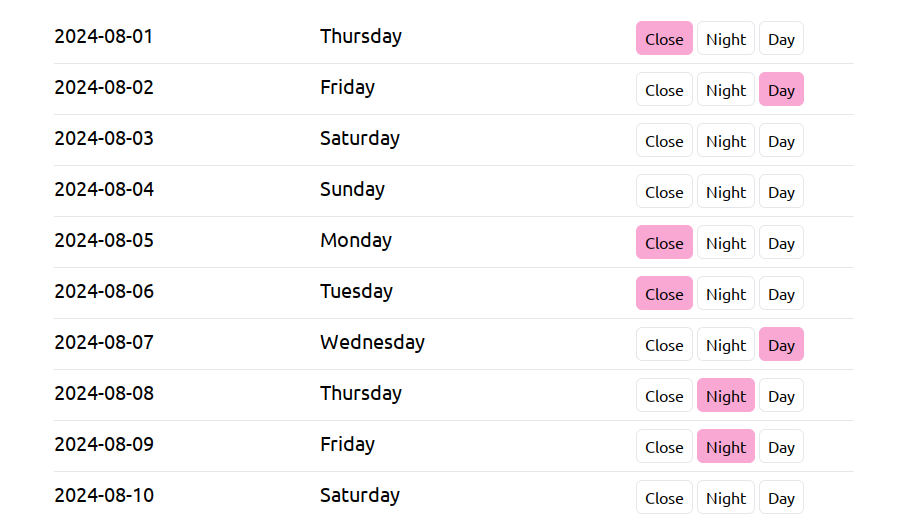 2024-08-01 Thursday Close Night Day
2024-08-02 Friday Close Night Day
2024-08-03 Saturday Close Night Day
2024-08-04 Sunday Close Night Day
2024-08-05 Monday Close Night Day
2024-08-06 Tuesday Close Night Day
2024-08-07 Wednesday Close Night Day
2024-08-08 Thursday Close Night Day
2024-08-09 Friday Close Night Day
2024-08-10 Saturday Close Night Day